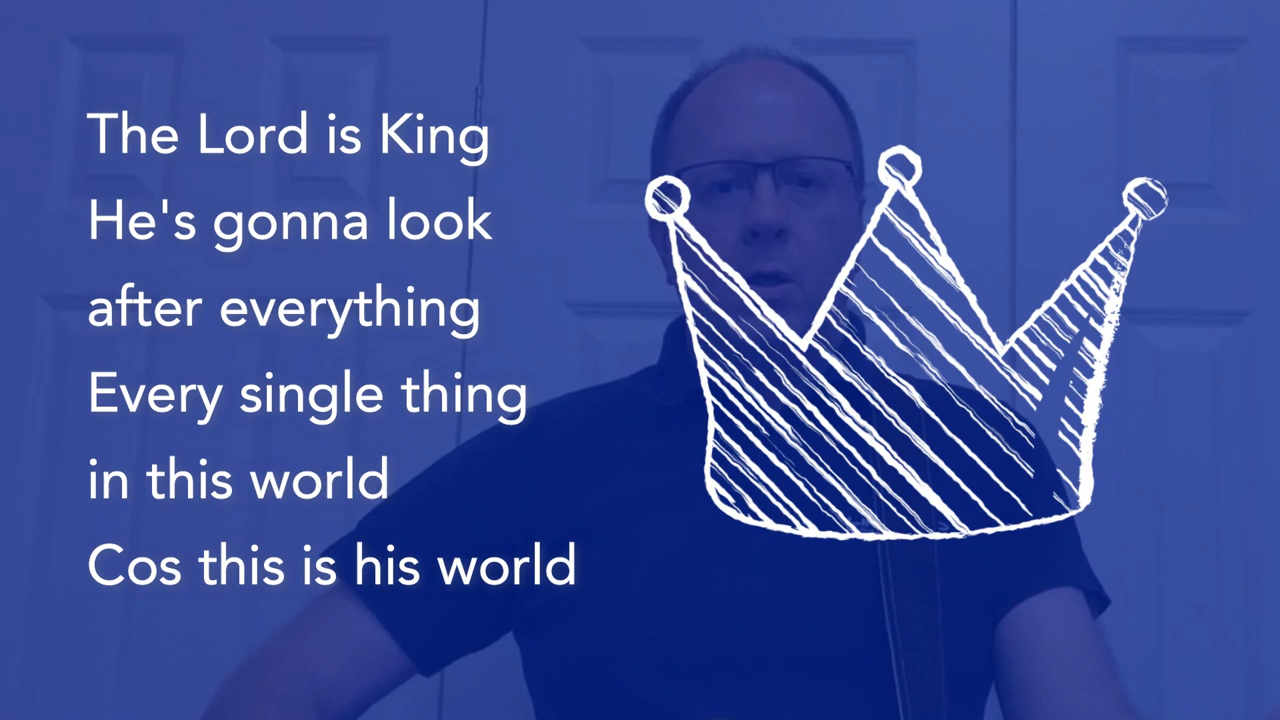 The Lord is King
He's gonna look
after everything
Every single thing
in this world
Cos this is his world